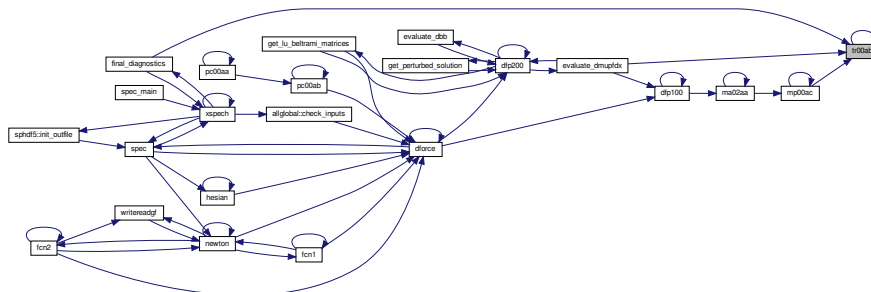 evaluate_dbb
get_lu_beltrami_matrices
tr00ab
final_diagnostics
get_perturbed_solution
dfp200
evaluate_dmupfdx
pc00aa
pc00ab
spec_main
dfp100
ma02aa
mp00ac
xspech
allglobal::check_inputs
sphdf5::init_outfile
spec
dforce
hesian
writereadgf
fcn2
newton
fcn1